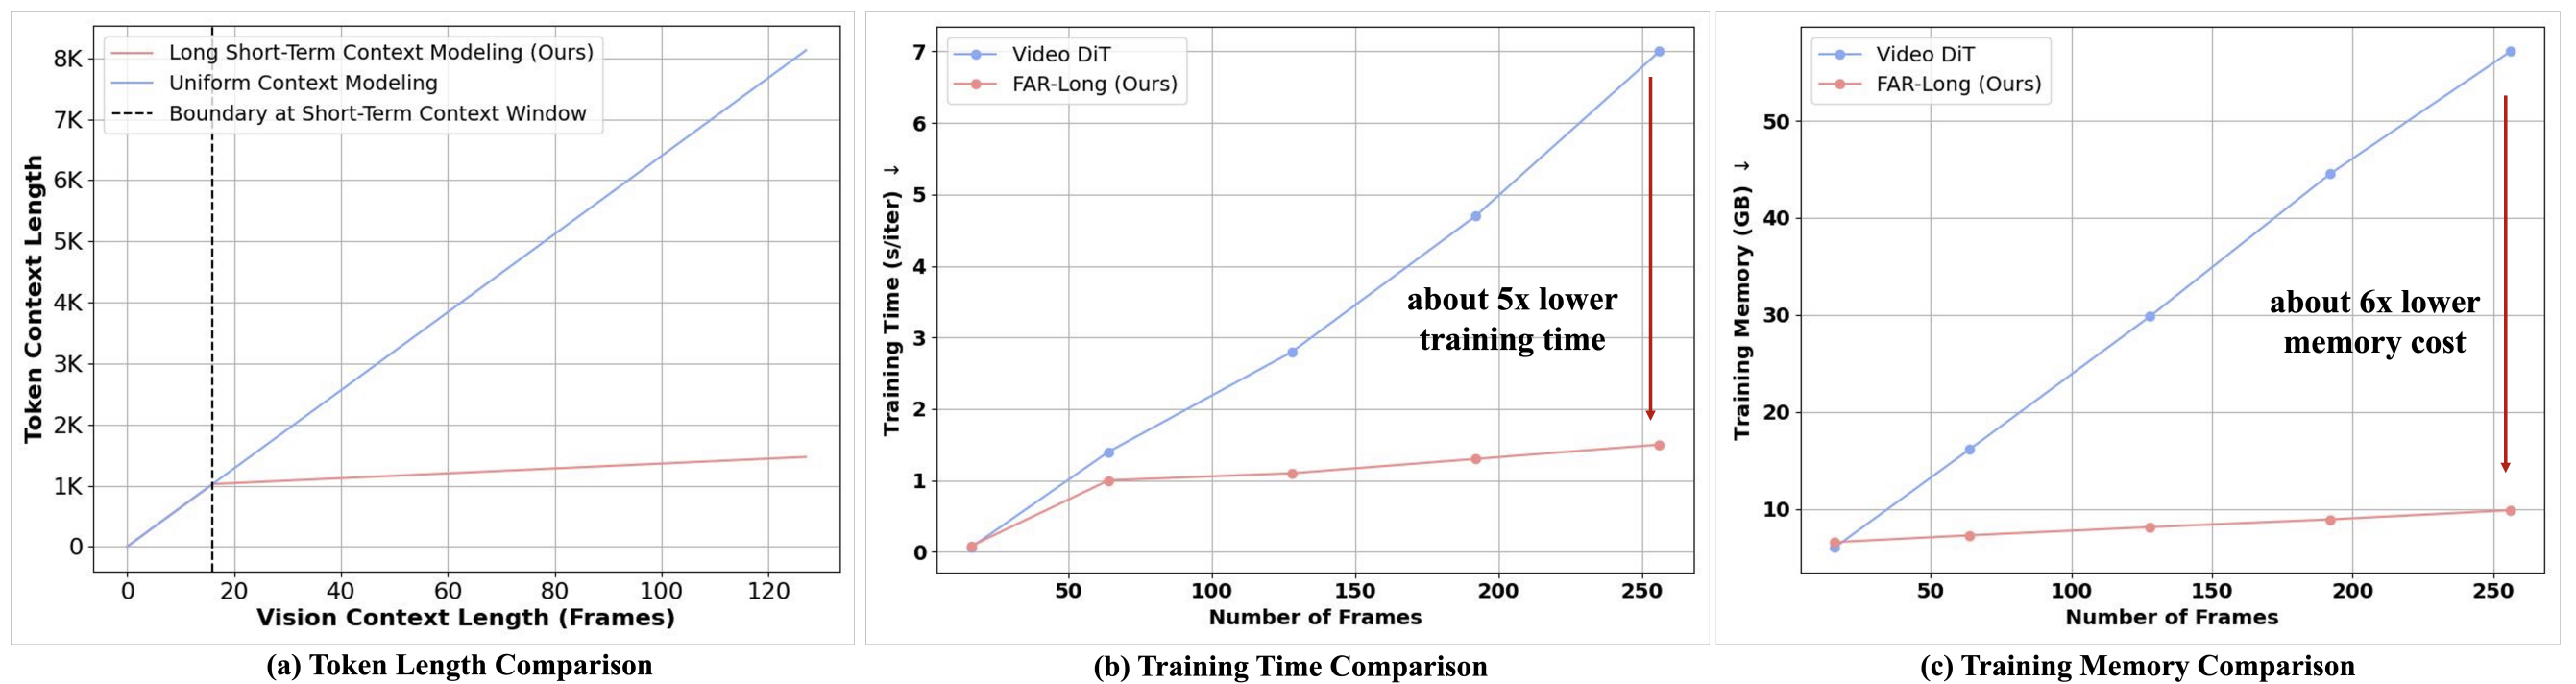 Long Short-Term Context Modeling (Ours)
Uniform Context Modeling
Boundary at Short-Term Context Window
8K
7K
6K
5K
4K
3K
2K
1K
0
Token Context Length
0 20 40 60 80 100 120
Vision Context Length (Frames)
(a) Token Length Comparison
Video DiT
FAR-Long (Ours)
7
6
5
4
3
2
1
0
Training Time (s/iter) ↓
about 5x lower
training time
50 100 150 200 250
Number of Frames
(b) Training Time Comparison
Video DiT
FAR-Long (Ours)
50
40
30
20
10
Training Memory (GB) ↓
about 6x lower
memory cost
50 100 150 200 250
Number of Frames
(c) Training Memory Comparison